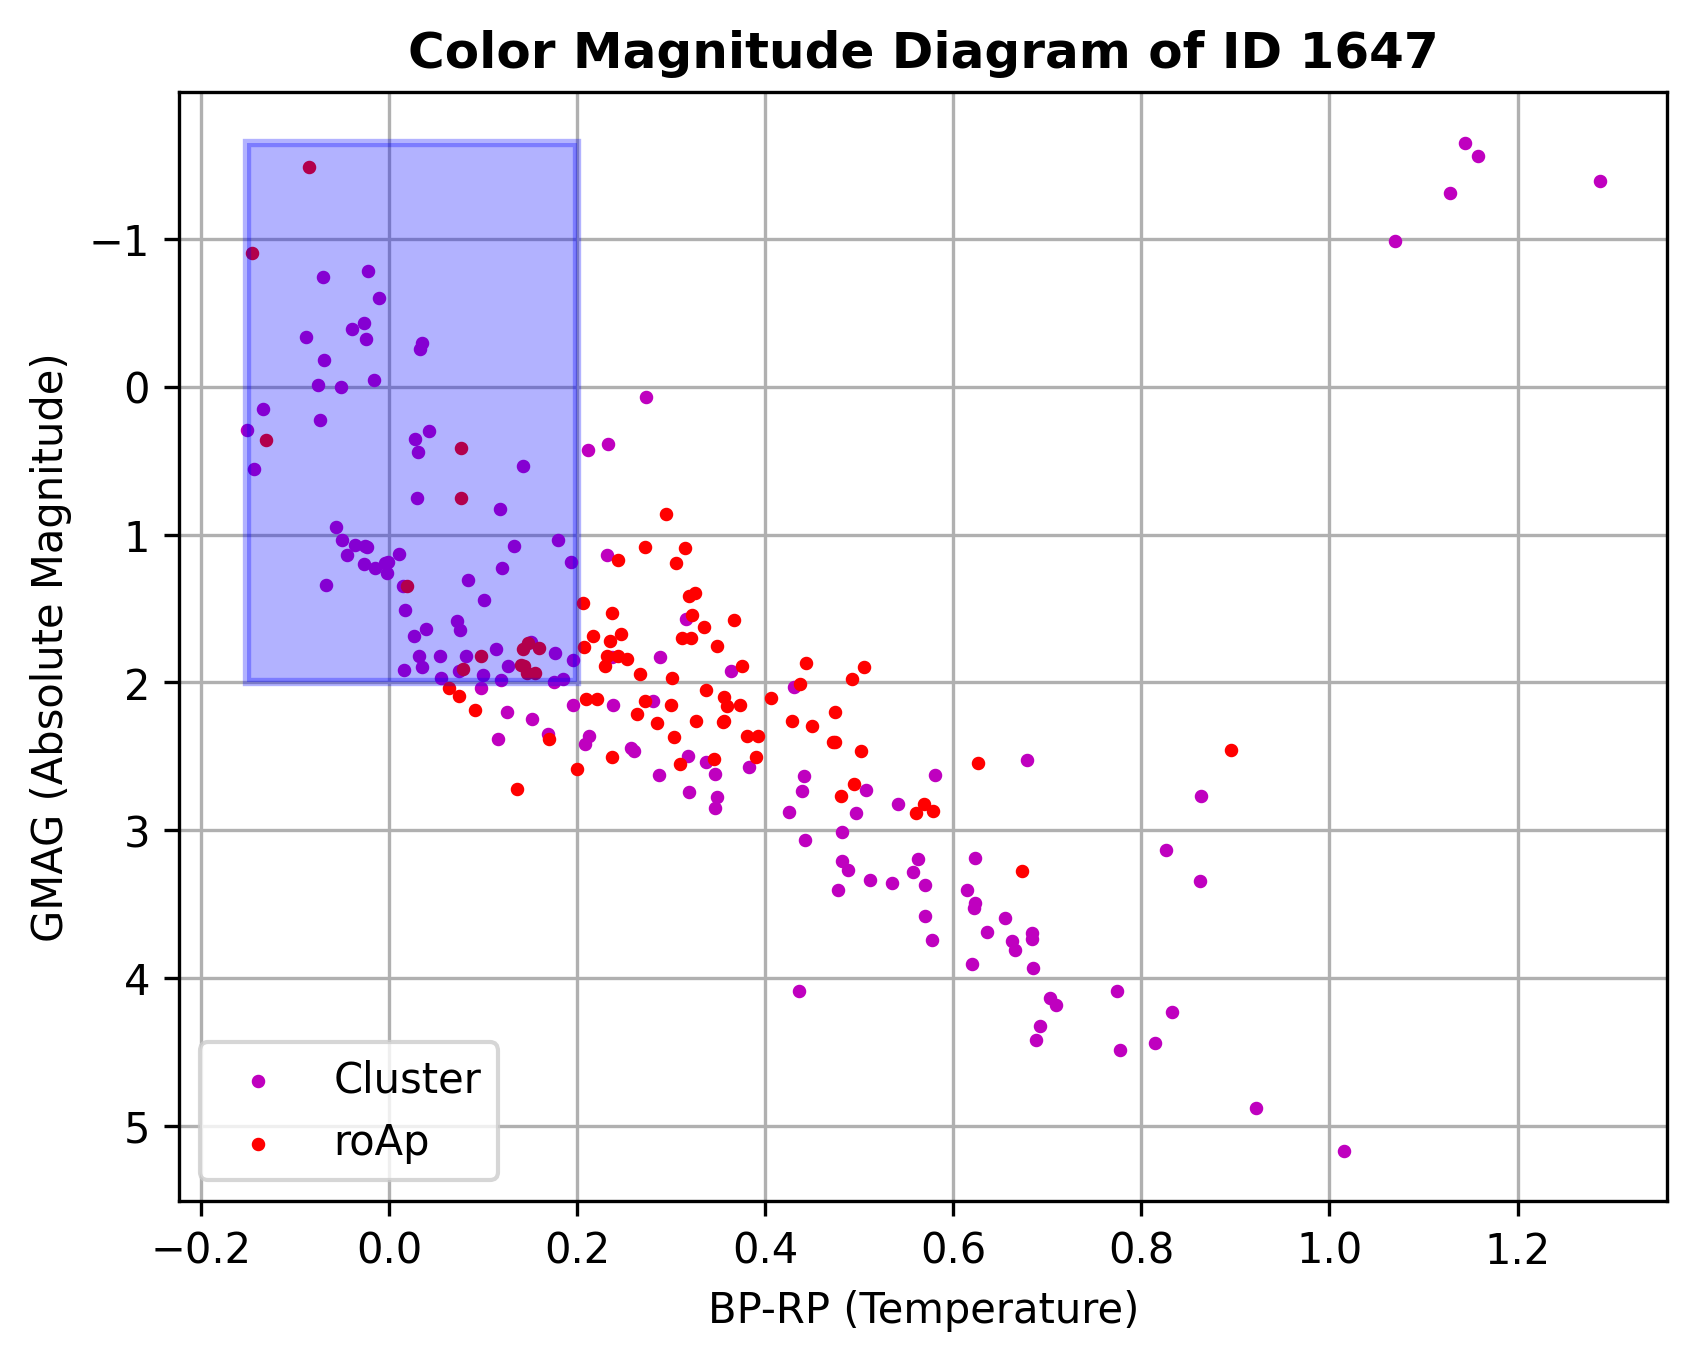 Color Magnitude Diagram of ID 1647
GMAG (Absolute Magnitude)
−1
0
1
2
3
4
5
Cluster
roAp
−0.2 0.0 0.2 0.4 0.6 0.8 1.0 1.2
BP-RP (Temperature)